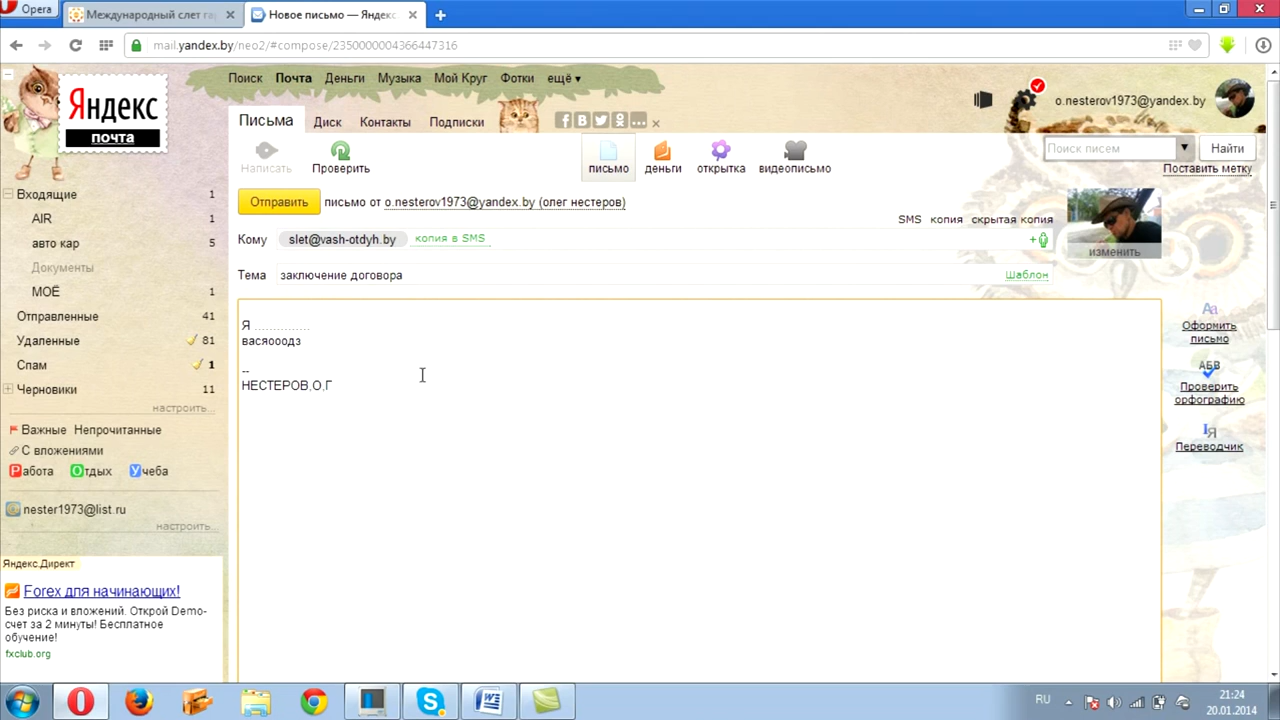 Opera
Международный слет га
Новое письмо — Яндекс
mail.yandex.by/neo2/#compose/2350000004366447316
Яндекс
почта
Поиск Почта Деньги Музыка Мой Круг Фотки ещё
o.nesterov1973@yandex.by
Письма Диск Контакты Подписки
Написать Проверить письмо деньги открытка видеописьмо
Поиск писем Найти
Поставить метку
Отправить письмо от o.nesterov1973@yandex.by (олег нестеров)
SMS копия скрытая копия
Кому slet@vash-otdyh.by копия в SMS
изменить
Тема заключение договора Шаблон
Я ..............
васяооодз
--
НЕСТЕРОВ.О.Г
Оформить
письмо
АБВ
Проверить
орфографию
Переводчик
Входящие 1
AIR 1
авто кар 5
Документы
МОЁ 1
Отправленные 41
Удаленные 81
Спам 1
Черновики 11
настроить...
Важные Непрочитанные
С вложениями
Работа Отдых Учеба
nester1973@list.ru
настроить...
Яндекс.Директ
Forex для начинающих!
Без риска и вложений. Открой Demo-
счет за 2 минуты! Бесплатное
обучение!
fxclub.org
RU
21:24
20.01.2014